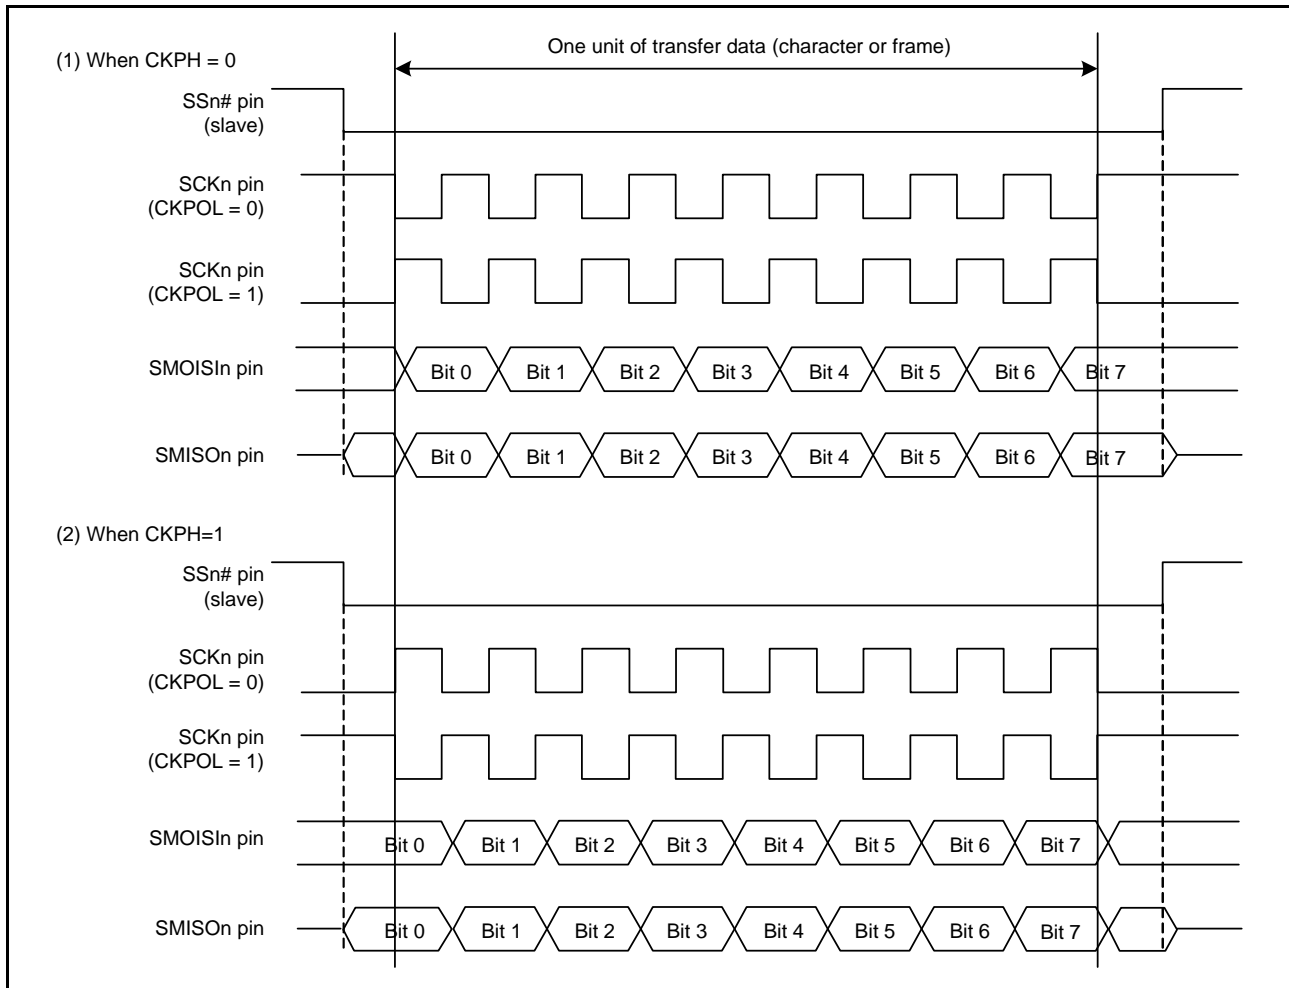 One unit of transfer data (character or frame)
(1) When CKPH = 0
SSn# pin
(slave)
SCKn pin
(CKPOL = 0)
SCKn pin
(CKPOL = 1)
SMOISIn pin
Bit 0 Bit 1 Bit 2 Bit 3 Bit 4 Bit 5 Bit 6 Bit 7
SMISOn pin
Bit 0 Bit 1 Bit 2 Bit 3 Bit 4 Bit 5 Bit 6 Bit 7
(2) When CKPH=1
SSn# pin
(slave)
SCKn pin
(CKPOL = 0)
SCKn pin
(CKPOL = 1)
SMOISIn pin
Bit 0 Bit 1 Bit 2 Bit 3 Bit 4 Bit 5 Bit 6 Bit 7
SMISOn pin
Bit 0 Bit 1 Bit 2 Bit 3 Bit 4 Bit 5 Bit 6 Bit 7